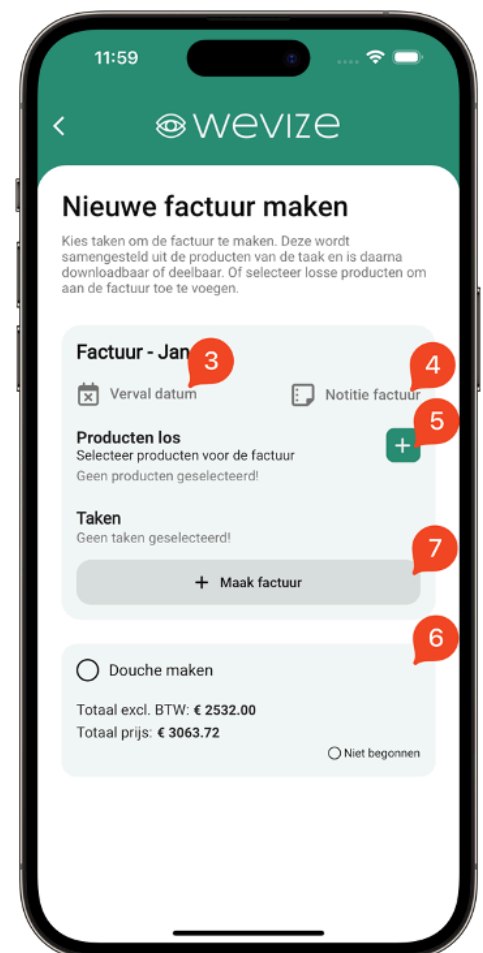 11:59
wevize
Nieuwe factuur maken
Kies taken om de factuur te maken. Deze wordt
samengesteld uit de producten van de taak en is daarna
downloadbaar of deelbaar. Of selecteer losse producten om
aan de factuur toe te voegen.
Factuur - Jan
3
4
Verval datum
Notitie factuur
5
Producten los
Selecteer producten voor de factuur
+
Geen producten geselecteerd!
Taken
Geen taken geselecteerd!
7
+ Maak factuur
6
Douche maken
Totaal excl. BTW: € 2532.00
Totaal prijs: € 3063.72
Niet begonnen